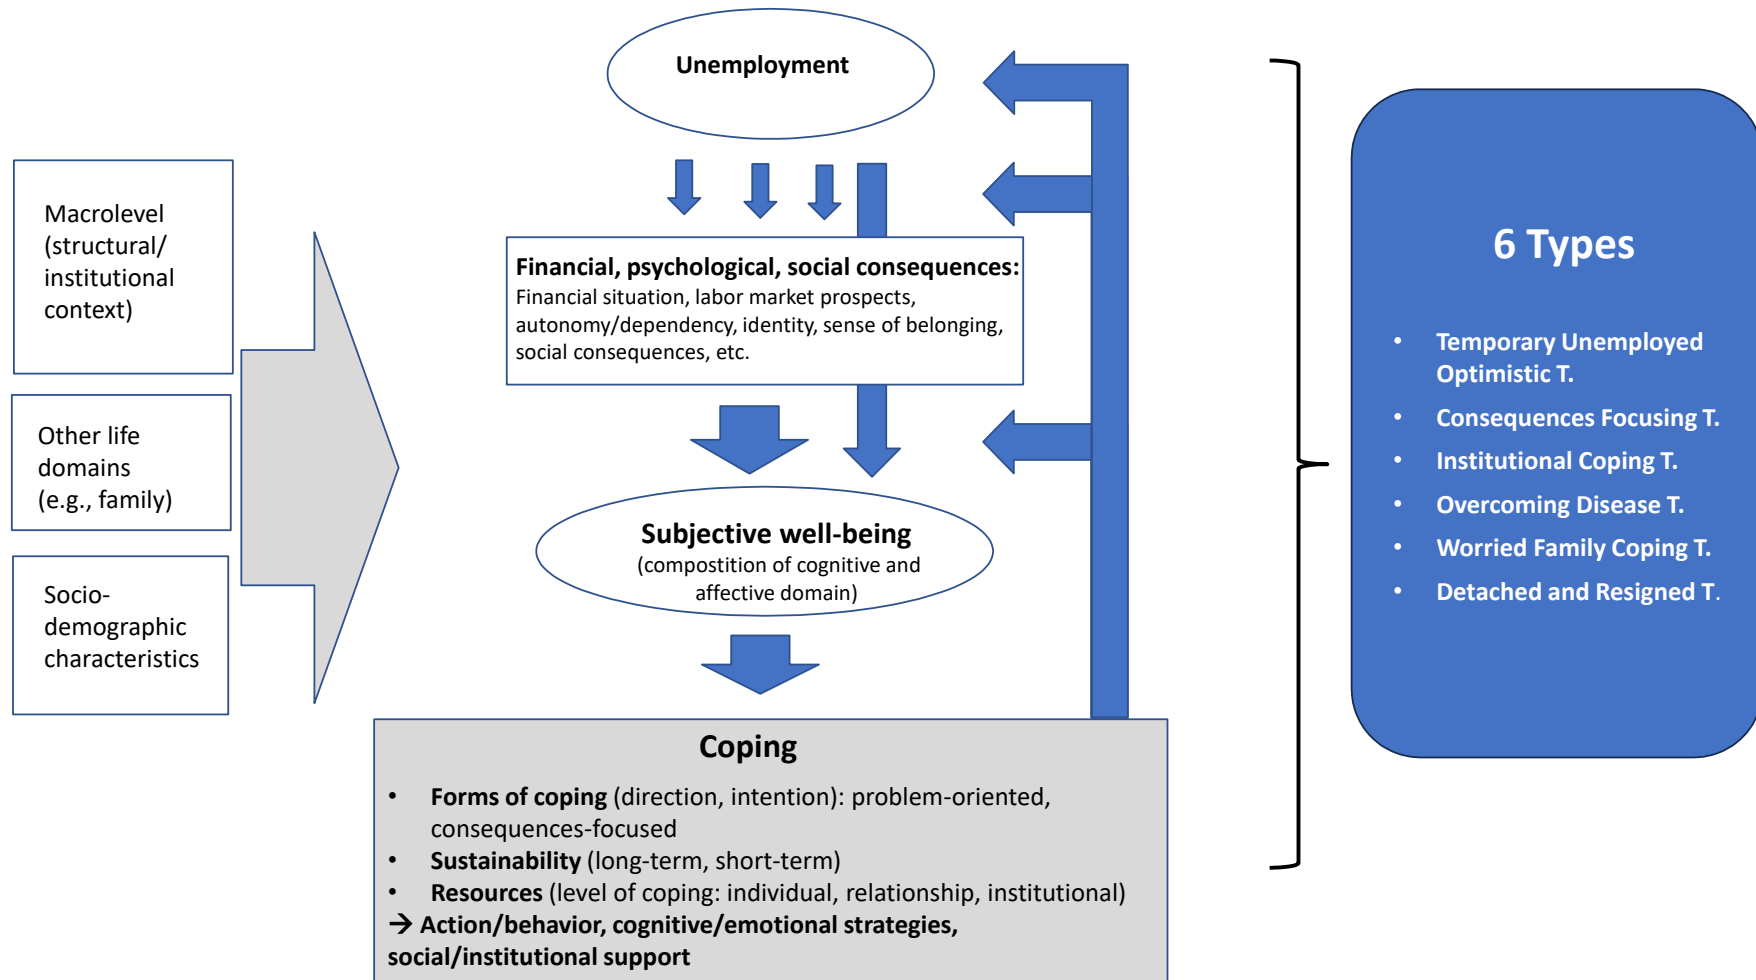 Unemployment
Macrolevel
(structural/
institutional
context)
Other life
domains
(e.g., family)
Socio-
demographic
characteristics
Financial, psychological, social consequences:
Financial situation, labor market prospects,
autonomy/dependency, identity, sense of belonging,
social consequences, etc.
Subjective well-being
(compostition of cognitive and
affective domain)
Coping
• Forms of coping (direction, intention): problem-oriented,
consequences-focused
• Sustainability (long-term, short-term)
• Resources (level of coping: individual, relationship, institutional)
→ Action/behavior, cognitive/emotional strategies,
social/institutional support
6 Types
• Temporary Unemployed
Optimistic T.
• Consequences Focusing T.
• Institutional Coping T.
• Overcoming Disease T.
• Worried Family Coping T.
• Detached and Resigned T.